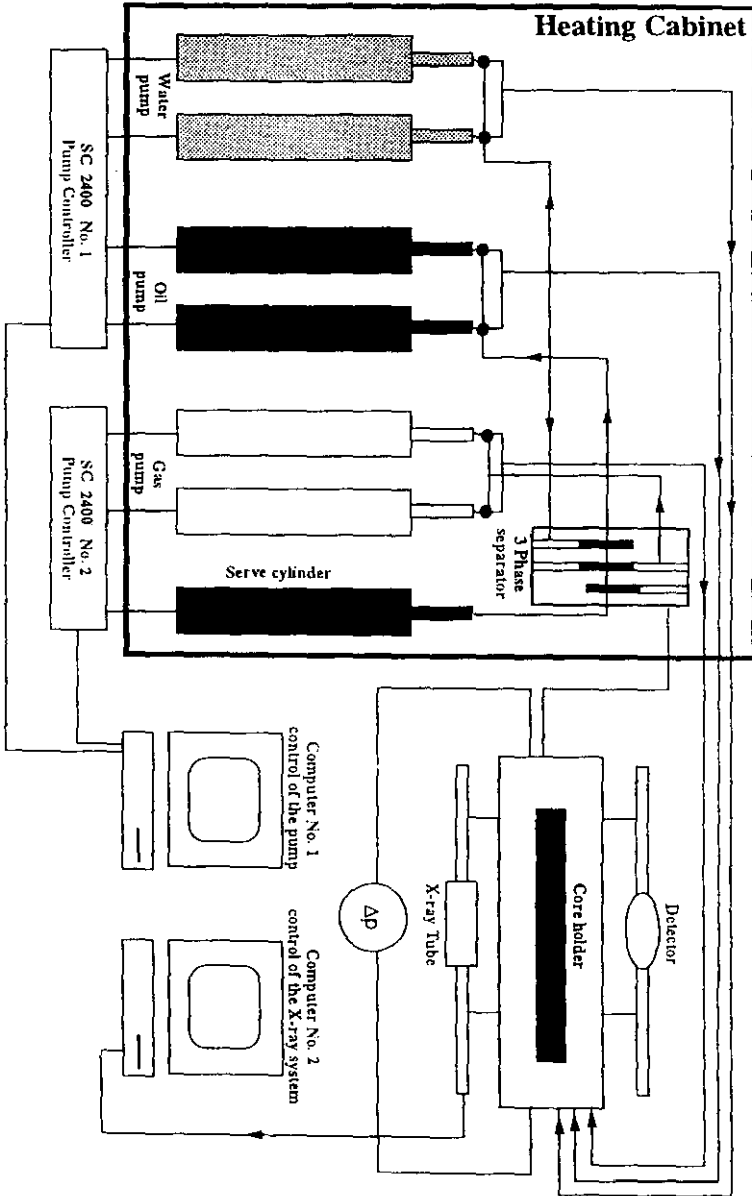 Heating Cabinet
Water
pump
SC 2400 No. 1
Pump Controller
Oil
pump
Gas
pump
SC 2400 No. 2
Pump Controller
Serve cylinder
3 Phase
separator
Computer No. 1
control of the pump
Computer No. 2
control of the X-ray system
Δp
X-ray Tube
Core holder
Detector